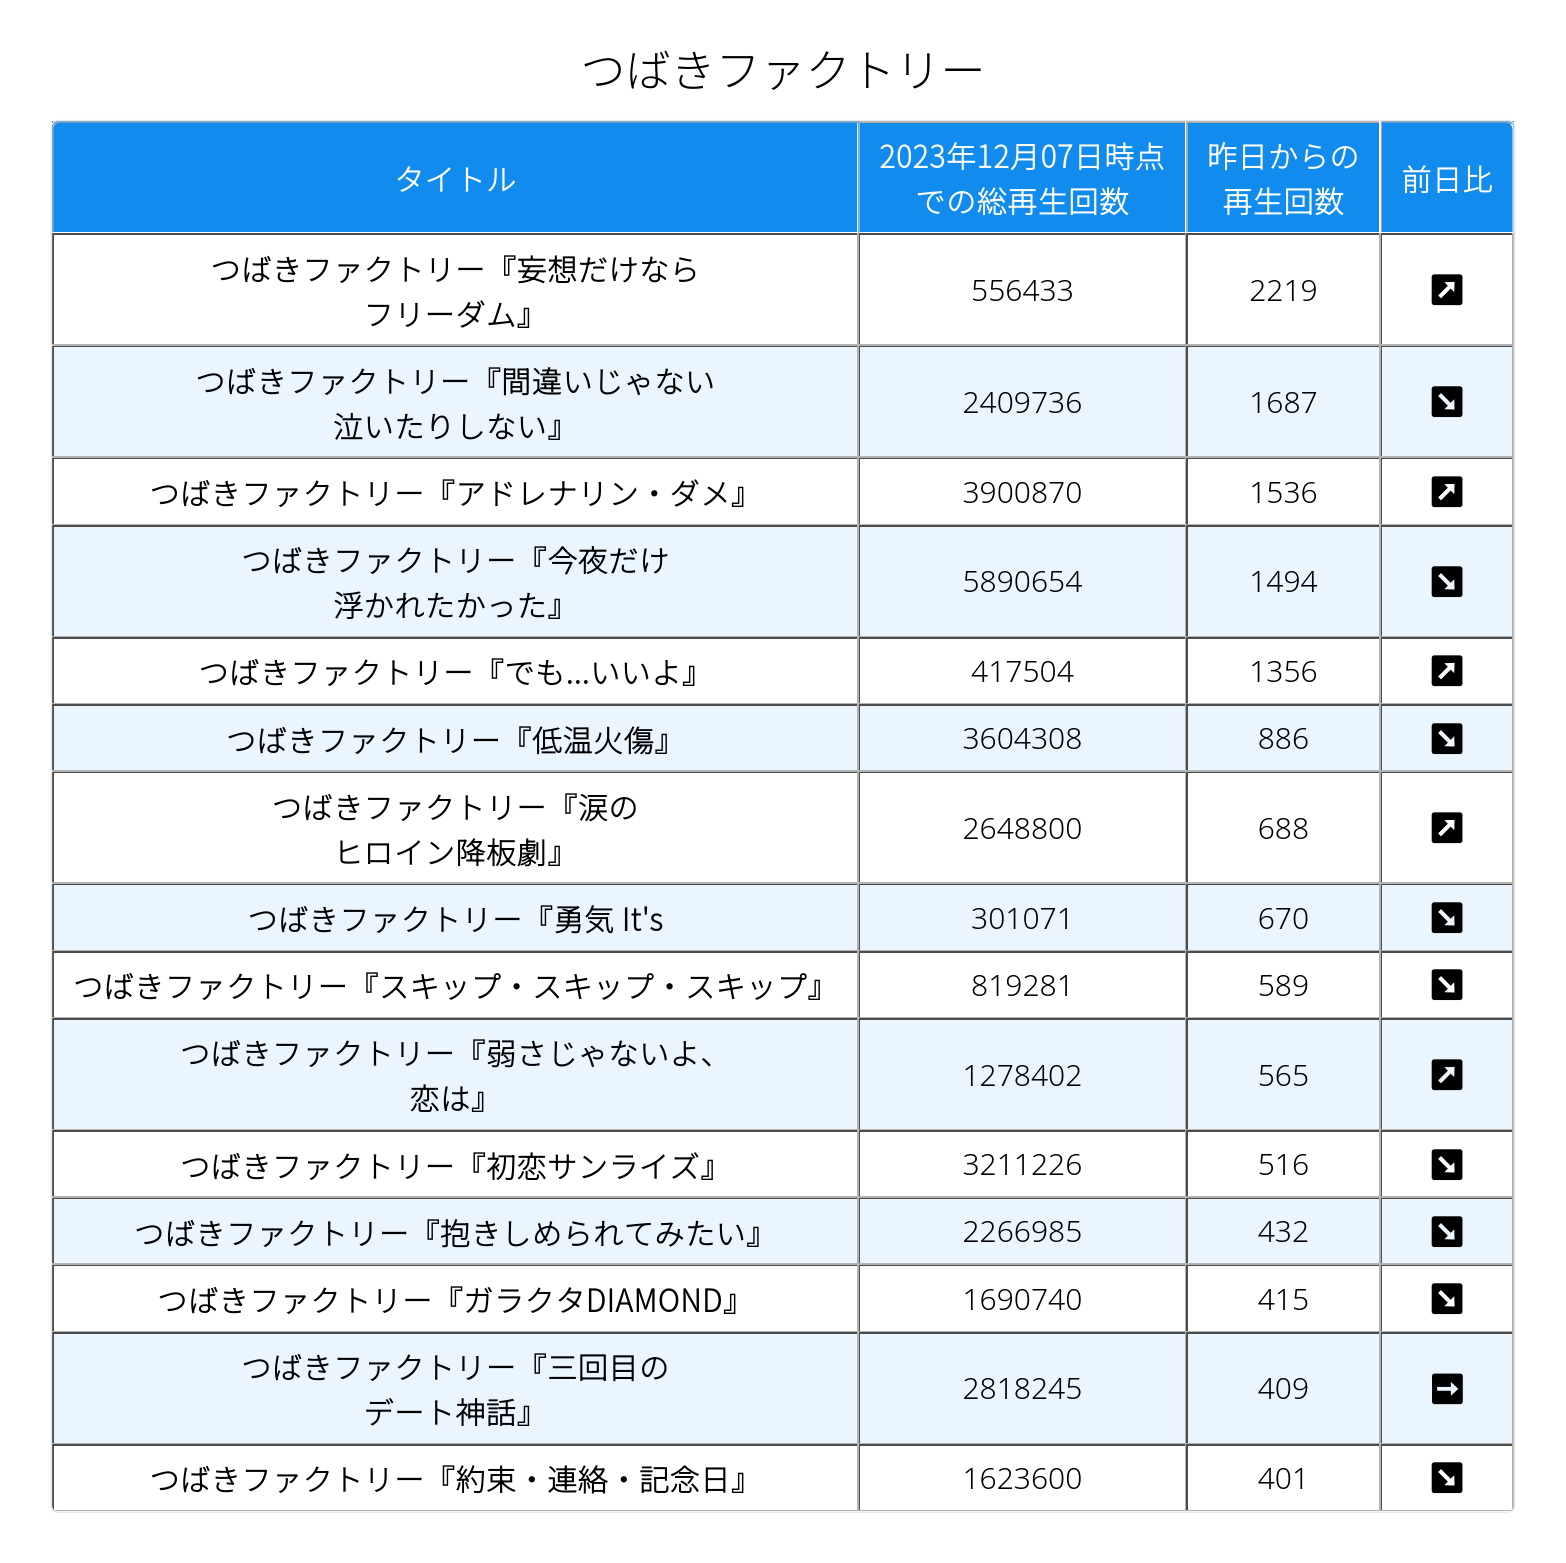 つばきファクトリー
タイトル
2023年12月07日時点
での総再生回数
昨日からの
再生回数
前日比
つばきファクトリー『妄想だけなら
フリーダム』
556433
2219
つばきファクトリー『間違いじゃない
泣いたりしない』
2409736
1687
つばきファクトリー『アドレナリン・ダメ』
3900870
1536
つばきファクトリー『今夜だけ
浮かれたかった』
5890654
1494
つばきファクトリー『でも...いいよ』
417504
1356
つばきファクトリー『低温火傷』
3604308
886
つばきファクトリー『涙の
ヒロイン降板劇』
2648800
688
つばきファクトリー『勇気 It's
301071
670
つばきファクトリー『スキップ・スキップ・スキップ』
819281
589
つばきファクトリー『弱さじゃないよ、
恋は』
1278402
565
つばきファクトリー『初恋サンライズ』
3211226
516
つばきファクトリー『抱きしめられてみたい』
2266985
432
つばきファクトリー『ガラクタDIAMOND』
1690740
415
つばきファクトリー『三回目の
デート神話』
2818245
409
つばきファクトリー『約束・連絡・記念日』
1623600
401